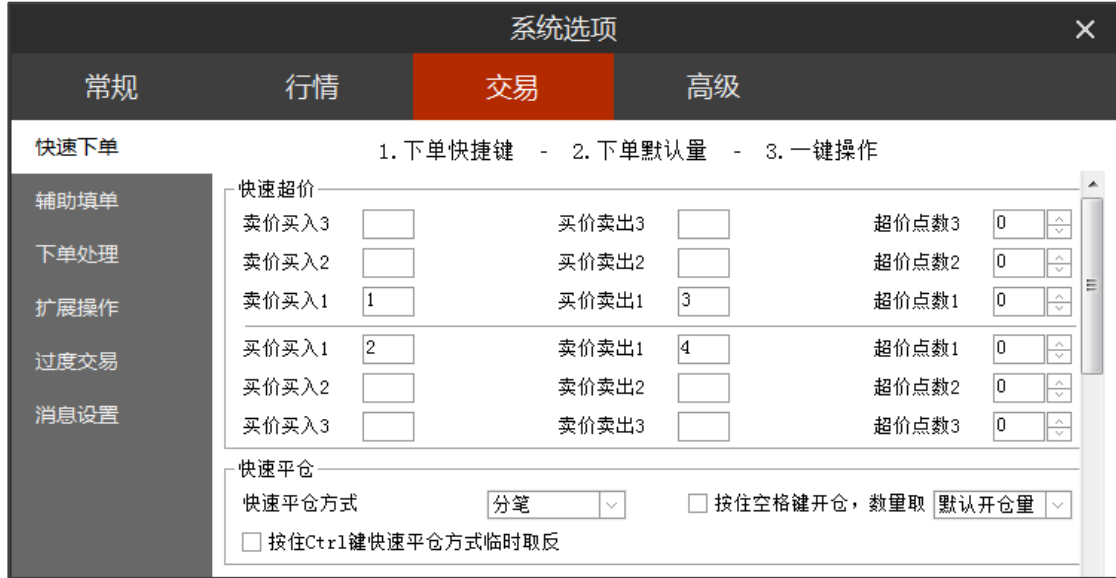 系统选项
常规 行情 交易 高级
快速下单 1.下单快捷键 - 2.下单默认量 - 3.一键操作
辅助填单
下单处理
扩展操作
过度交易
消息设置
快速超价
卖价买入3 买价卖出3 超价点数3 0
卖价买入2 买价卖出2 超价点数2 0
卖价买入1 1 买价卖出1 3 超价点数1 0
买价买入1 2 卖价卖出1 4 超价点数1 0
买价买入2 卖价卖出2 超价点数2 0
买价买入3 卖价卖出3 超价点数3 0
快速平仓
快速平仓方式 分笔 按住空格键开仓，数量取 默认开仓量
按住Ctrl键快速平仓方式临时取反